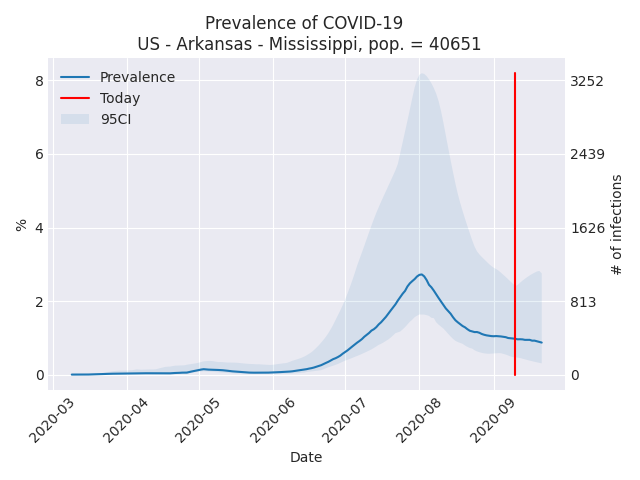 Prevalence of COVID-19
US - Arkansas - Mississippi, pop. = 40651
Prevalence
Today
95CI
8
6
4
2
0
%
3252
2439
1626
813
0
# of infections
2020-03
2020-04
2020-05
2020-06
2020-07
2020-08
2020-09
Date